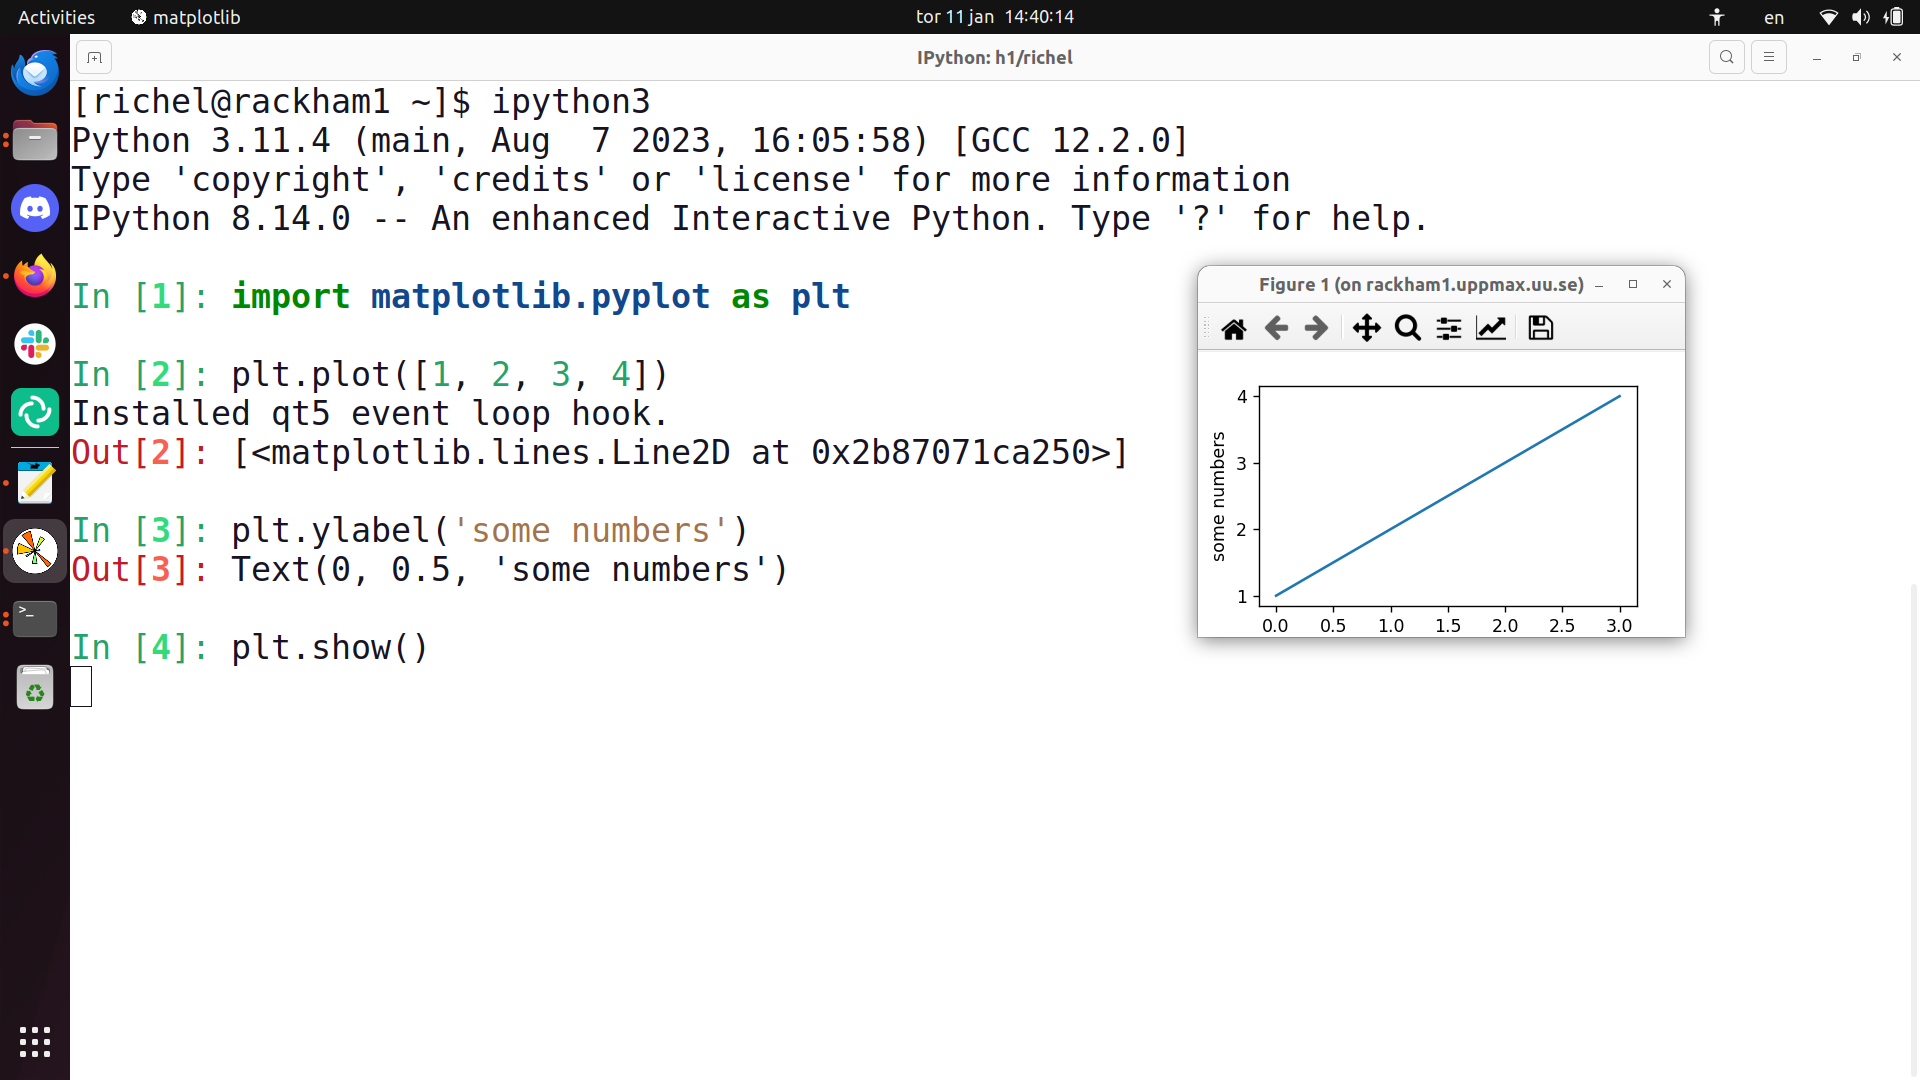 Activities
matplotlib
tor 11 jan 14:40:14
en
IPython: h1/richel
[richel@rackham1 ~]$ ipython3
Python 3.11.4 (main, Aug  7 2023, 16:05:58) [GCC 12.2.0]
Type 'copyright', 'credits' or 'license' for more information
IPython 8.14.0 -- An enhanced Interactive Python. Type '?' for help.
In [1]: import matplotlib.pyplot as plt
In [2]: plt.plot([1, 2, 3, 4])
Installed qt5 event loop hook.
Out[2]: [<matplotlib.lines.Line2D at 0x2b87071ca250>]
In [3]: plt.ylabel('some numbers')
Out[3]: Text(0, 0.5, 'some numbers')
In [4]: plt.show()
Figure 1 (on rackham1.uppmax.uu.se)
some numbers
4
3
2
1
0.0 0.5 1.0 1.5 2.0 2.5 3.0
>_